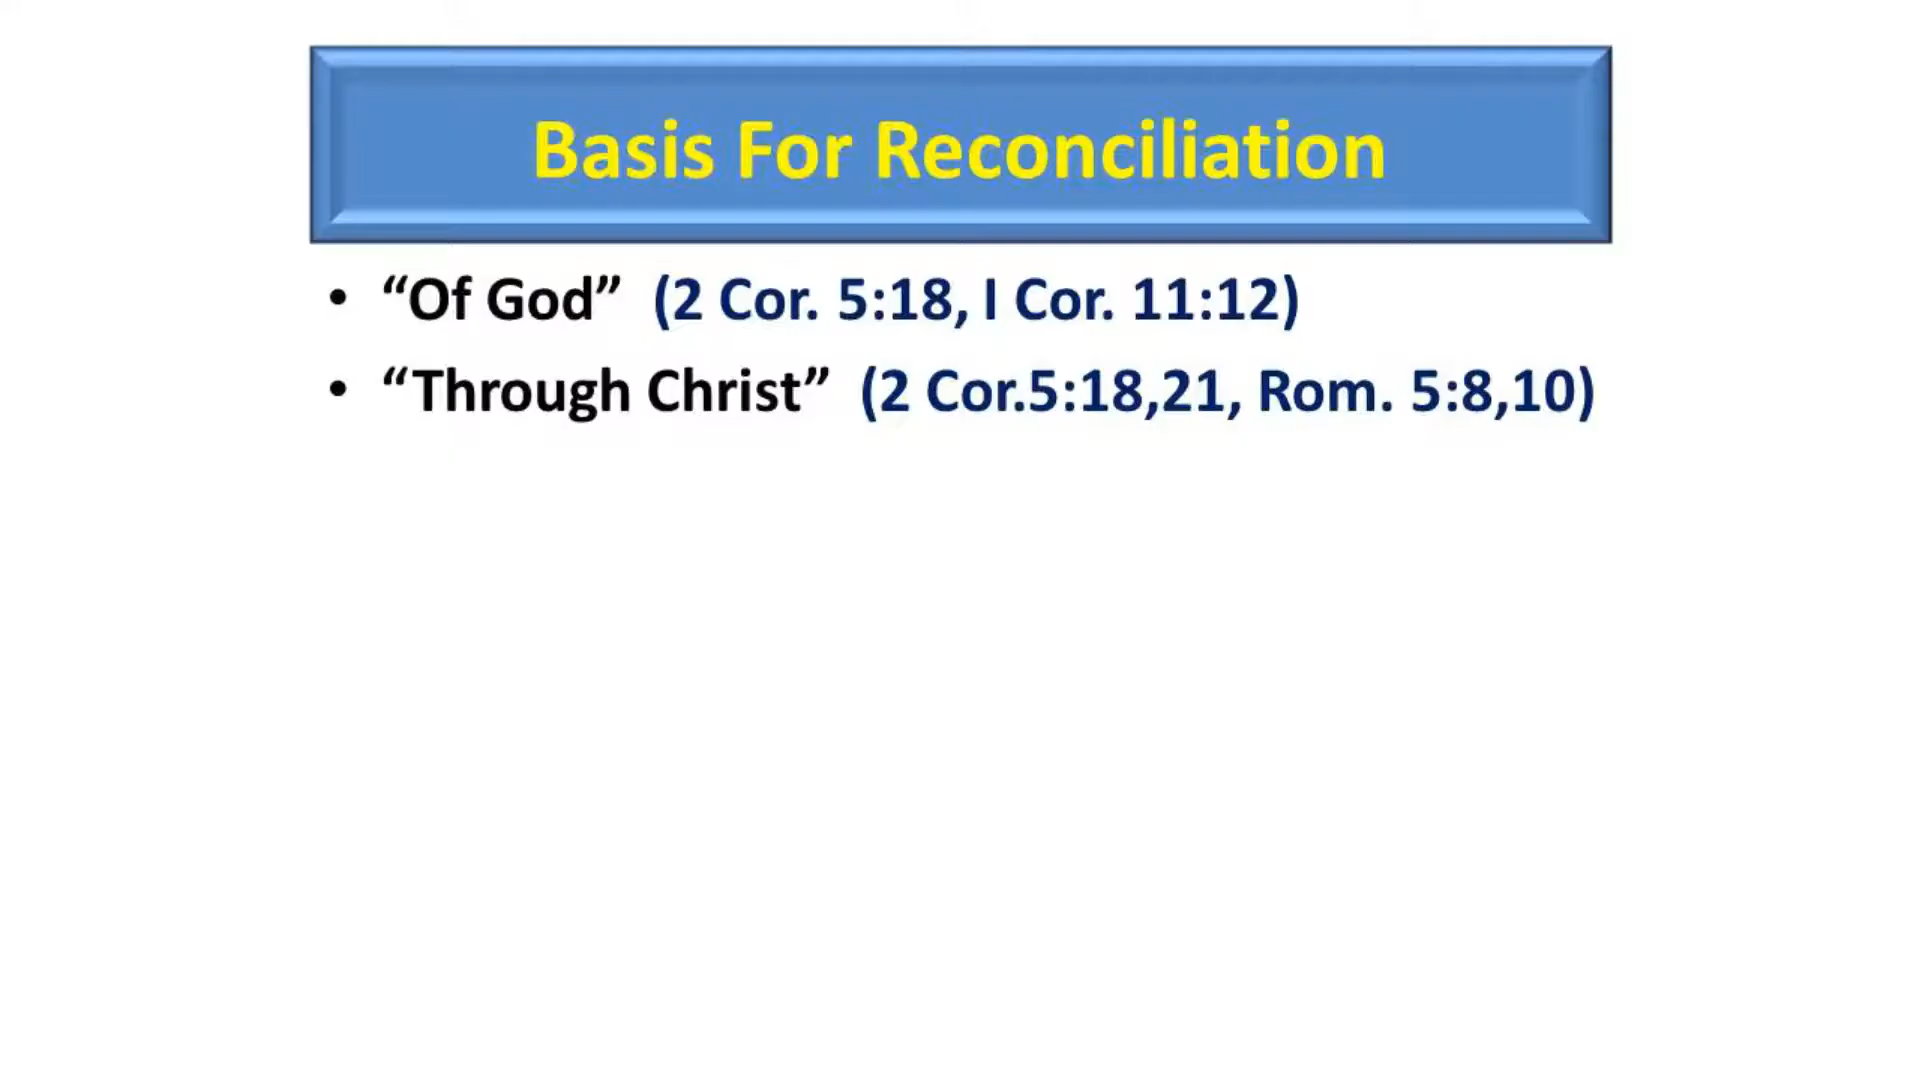 Basis For Reconciliation
• “Of God” (2 Cor. 5:18, I Cor. 11:12)
• “Through Christ” (2 Cor.5:18,21, Rom. 5:8,10)